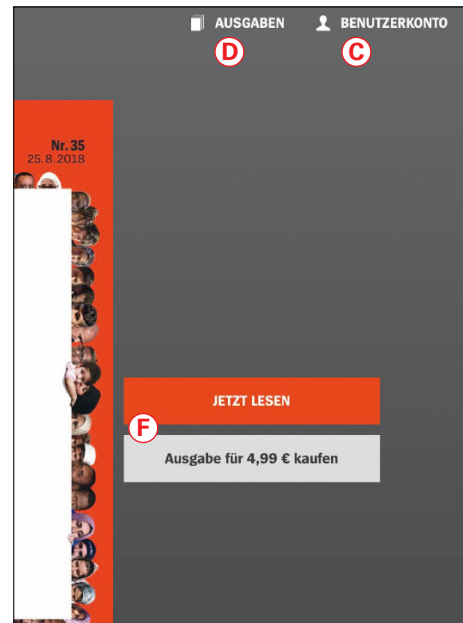 AUSGABEN BENUTZERKONTO
D C
Nr. 35
25.8.2018
JETZT LESEN
F
Ausgabe für 4,99 € kaufen